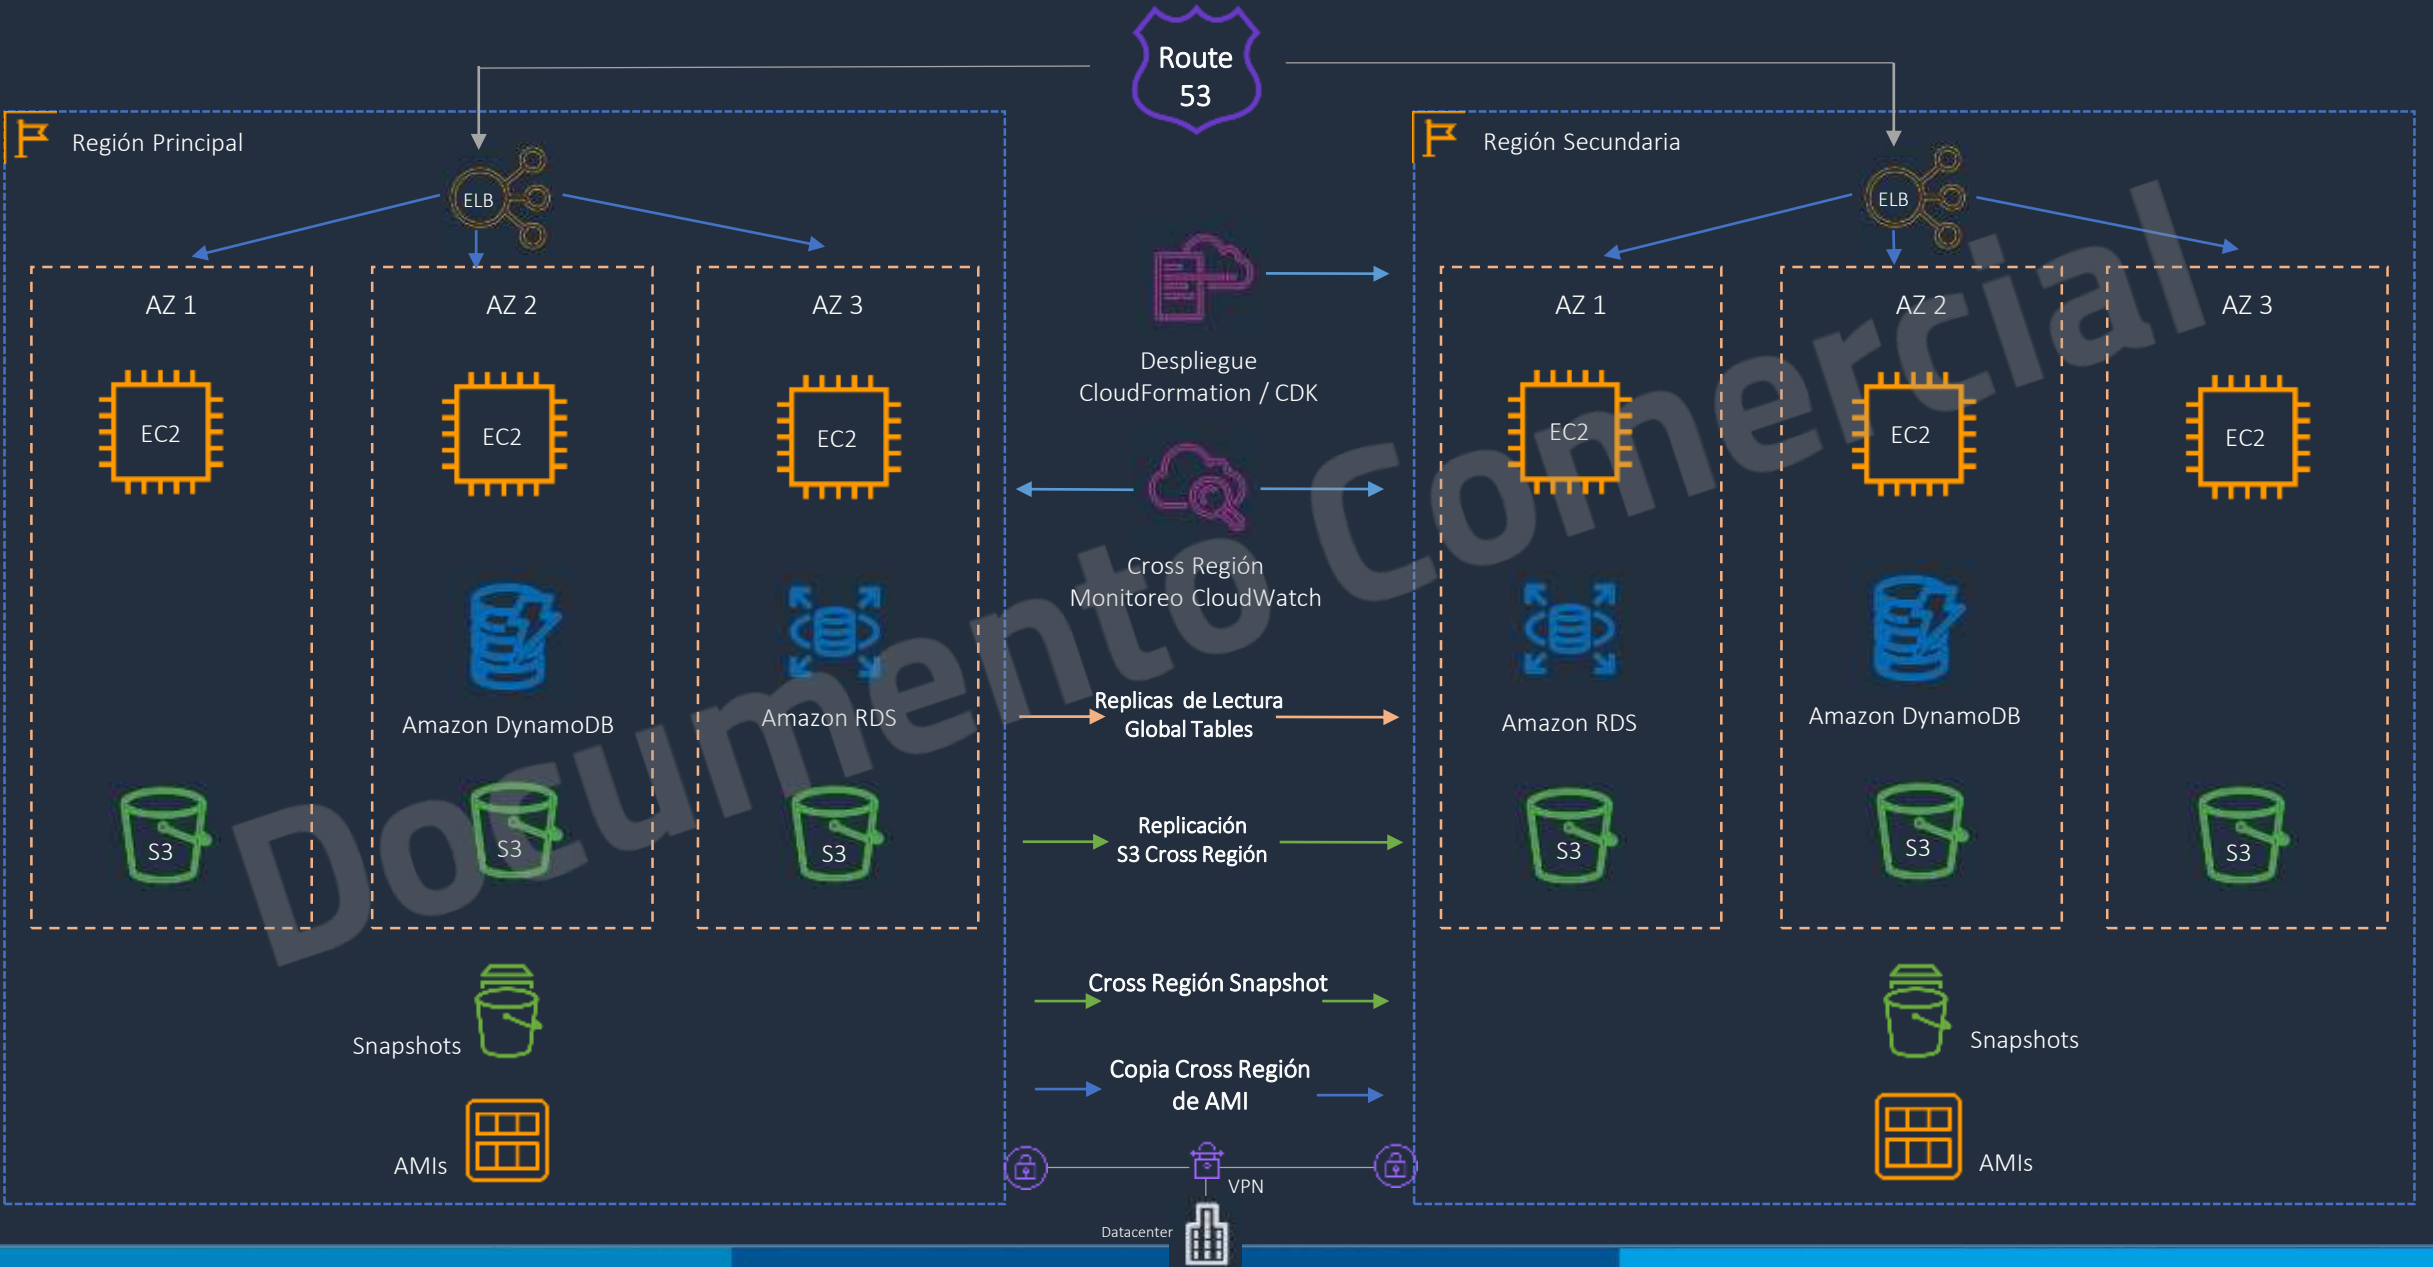 Route
53
Región Principal
ELB
AZ 1
AZ 2
AZ 3
EC2
EC2
EC2
Amazon DynamoDB
Amazon RDS
S3
S3
S3
Snapshots
AMIs
Despliegue
CloudFormation / CDK
Cross Región
Monitoreo CloudWatch
Replicas de Lectura
Global Tables
Replicación
S3 Cross Región
Cross Región Snapshot
Copia Cross Región
de AMI
VPN
Datacenter
Región Secundaria
ELB
AZ 1
AZ 2
AZ 3
EC2
EC2
EC2
Amazon RDS
Amazon DynamoDB
S3
S3
S3
Snapshots
AMIs
Documento Comercial